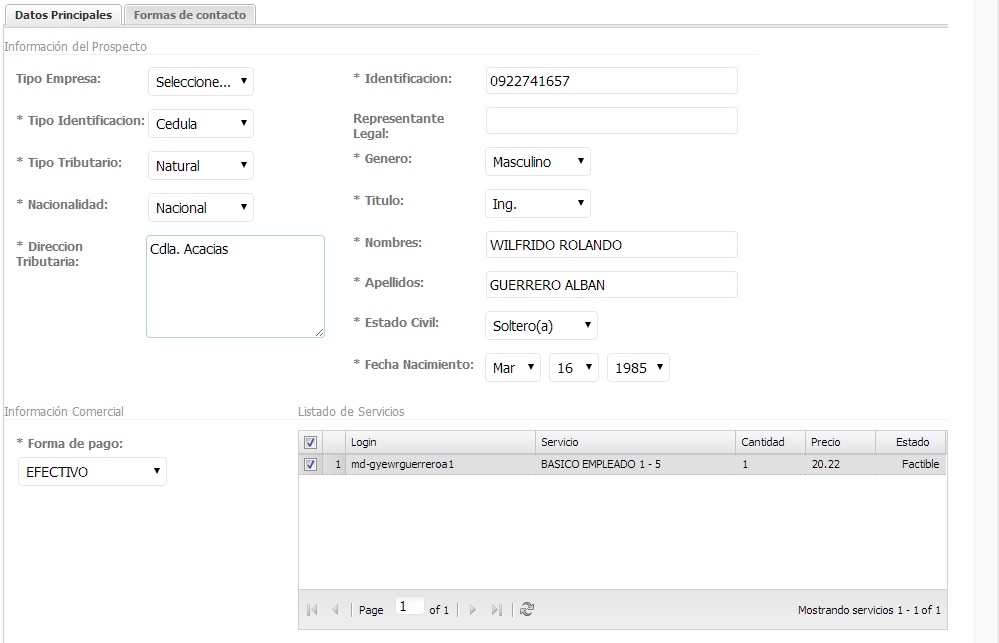 Datos Principales Formas de contacto
Información del Prospecto
Tipo Empresa: Seleccione... * Identificacion: 0922741657
* Tipo Identificacion: Cedula Representante
Legal:
* Tipo Tributario: Natural * Genero: Masculino
* Nacionalidad: Nacional * Titulo: Ing.
* Direccion
Tributaria: Cdla. Acacias * Nombres: WILFRIDO ROLANDO
* Apellidos: GUERRERO ALBAN
* Estado Civil: Soltero(a)
* Fecha Nacimiento: Mar 16 1985
Información Comercial Listado de Servicios
* Forma de pago: Login Servicio Cantidad Precio Estado
EFECTIVO 1 md-gyewrguerreroa1 BASICO EMPLEADO 1 - 5 1 20.22 Factible
Page 1 of 1 Mostrando servicios 1 - 1 of 1